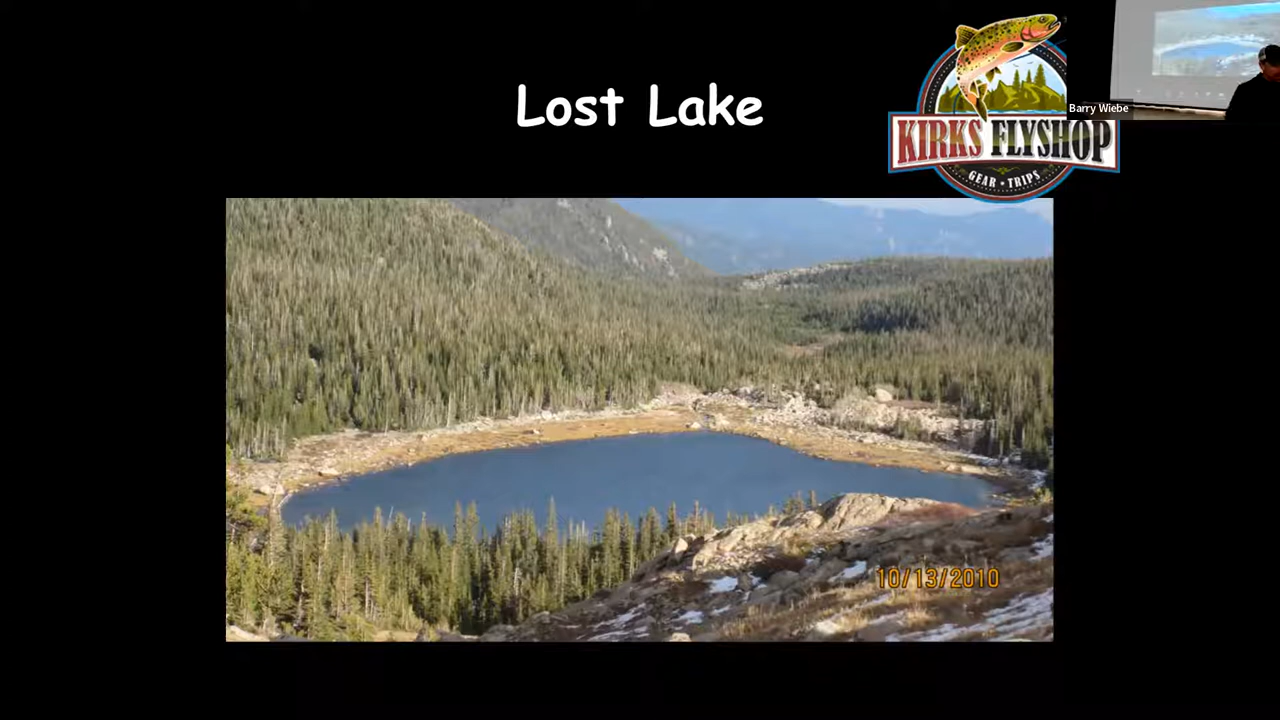 Lost Lake
Barry Wiebe
KIRKS FLYSHOP
GEAR • TRIPS
10/13/2010